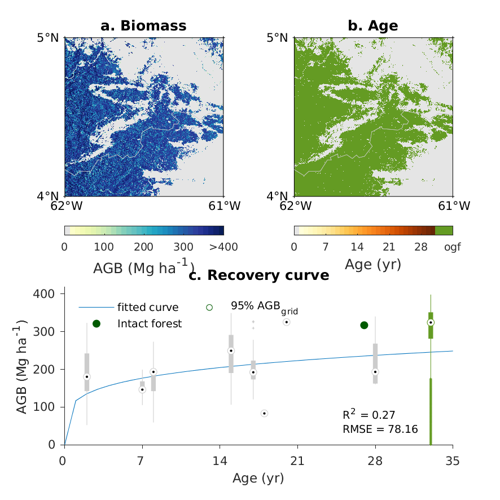 a. Biomass
b. Age
5°N
4°N
62°W
61°W
5°N
4°N
62°W
61°W
0 100 200 300 >400
AGB (Mg ha⁻¹)
0 7 14 21 28 ogf
Age (yr)
c. Recovery curve
fitted curve
95% AGB_grid
Intact forest
400
300
200
100
0
AGB (Mg ha⁻¹)
R² = 0.27
RMSE = 78.16
0 7 14 21 28 35
Age (yr)